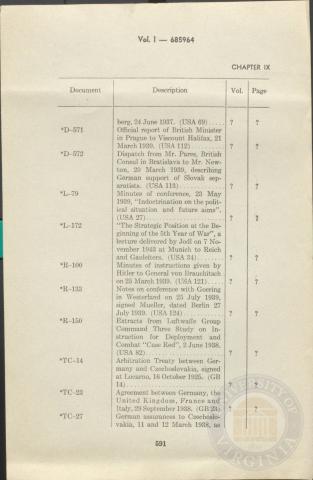 Vol. I — 685964
CHAPTER IX
Document Description Vol. Page
berg, 24 June 1937. (USA 69) ..... ? ?
*D-571 Official report of British Minister
in Prague to Viscount Halifax, 21
March 1939. (USA 112) ........ ? ?
*D-572 Dispatch from Mr. Pares, British
Consul in Bratislava to Mr. New-
ton, 20 March 1939, describing
German support of Slovak sep-
aratists. (USA 113) ........ ? ?
*L-79 Minutes of conference, 23 May
1939, "Indoctrination on the polit-
ical situation and future aims".
(USA 27) ........ ? ?
*L-172 "The Strategic Position at the Be-
ginning of the 5th Year of War", a
lecture delivered by Jodl on 7 No-
vember 1943 at Munich to Reich
and Gauleiters. (USA 34) ....... ? ?
*R-100 Minutes of instructions given by
Hitler to General von Brauchitsch
on 25 March 1939. (USA 121) .... ? ?
*R-133 Notes on conference with Goering
in Westerland on 25 July 1939,
signed Mueller, dated Berlin 27
July 1939. (USA 124) ........ ? ?
*R-150 Extracts from Luftwaffe Group
Command Three Study on In-
struction for Deployment and
Combat "Case Red", 2 June 1938.
(USA 82) ........ ? ?
*TC-14 Arbitration Treaty between Ger-
many and Czechoslovakia, signed
at Locarno, 16 October 1925. (GB
14) ........ ? ?
*TC-23 Agreement between Germany, the
United Kingdom, France and
Italy, 29 September 1938. (GB 23) . ? ?
*TC-27 German assurances to Czechoslo-
vakia, 11 and 12 March 1938, as
591
UNIVERSITY OF
VIRGINIA